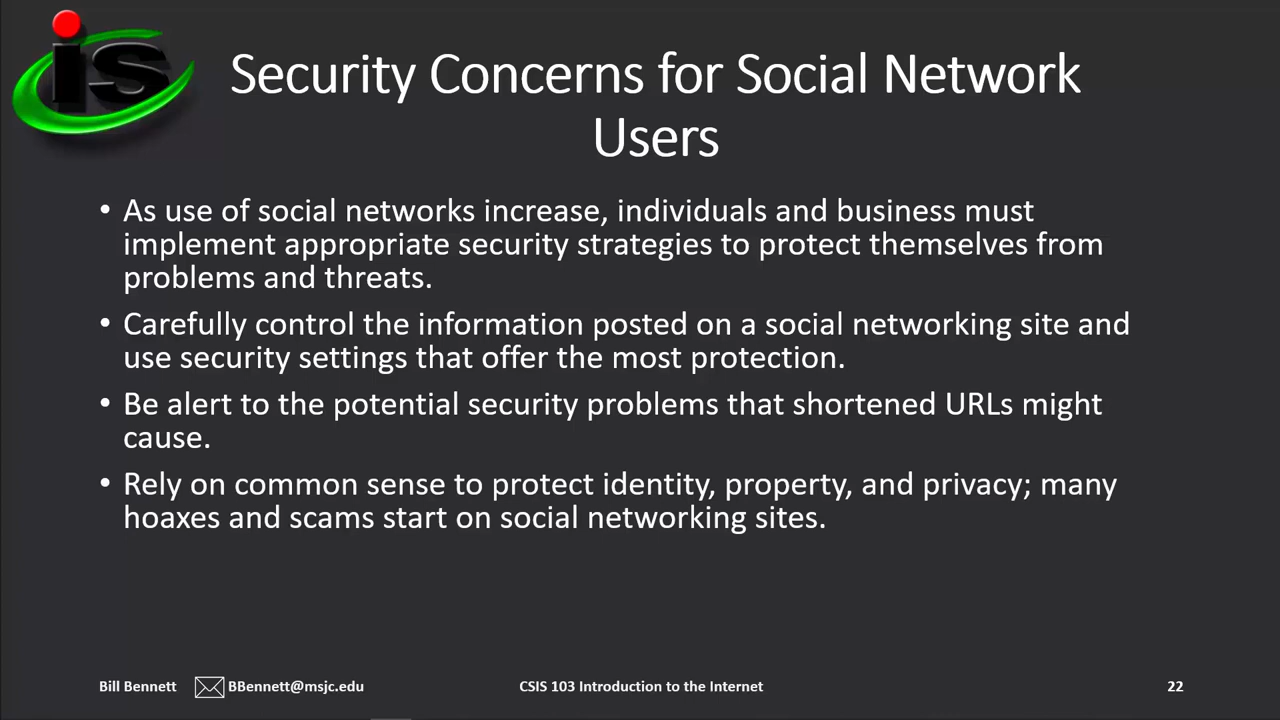 is
Security Concerns for Social Network
Users
• As use of social networks increase, individuals and business must
implement appropriate security strategies to protect themselves from
problems and threats.
• Carefully control the information posted on a social networking site and
use security settings that offer the most protection.
• Be alert to the potential security problems that shortened URLs might
cause.
• Rely on common sense to protect identity, property, and privacy; many
hoaxes and scams start on social networking sites.
Bill Bennett BBennett@msjc.edu CSIS 103 Introduction to the Internet 22